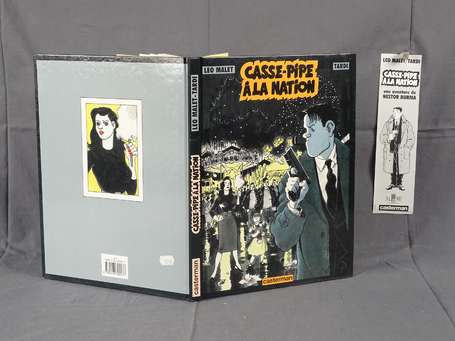 LEO MALET - TARDI
CASSE-PIPE À LA NATION
casterman
LEO MALET
TARDI
CASSE-PIPE
À LA NATION
casterman
LEO MALET - TARDI
CASSE-PIPE
À LA NATION
une aventure de
NESTOR BURMA
casterman